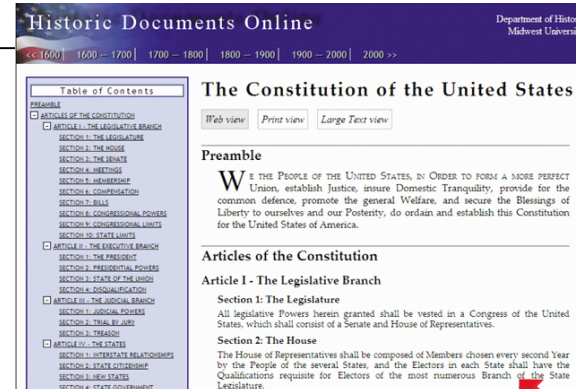 Historic Documents Online
Department of Histo
Midwest Universi
<< 1600 | 1600 — 1700 | 1700 — 1800 | 1800 — 1900 | 1900 — 2000 | 2000 >>
Table of Contents
PREAMBLE
ARTICLES OF THE CONSTITUTION
ARTICLE I - THE LEGISLATIVE BRANCH
SECTION 1: THE LEGISLATURE
SECTION 2: THE HOUSE
SECTION 3: THE SENATE
SECTION 4: MEETINGS
SECTION 5: MEMBERSHIP
SECTION 6: COMPENSATION
SECTION 7: BILLS
SECTION 8: CONGRESSIONAL POWERS
SECTION 9: CONGRESSIONAL LIMITS
SECTION 10: STATE LIMITS
ARTICLE II - THE EXECUTIVE BRANCH
SECTION 1: THE PRESIDENT
SECTION 2: PRESIDENTIAL POWERS
SECTION 3: STATE OF THE UNION
SECTION 4: DISQUALIFICATION
ARTICLE III - THE JUDICIAL BRANCH
SECTION 1: JUDICIAL POWERS
SECTION 2: TRIAL BY JURY
SECTION 3: TREASON
ARTICLE IV - THE STATES
SECTION 1: INTERSTATE RELATIONSHIPS
SECTION 2: STATE CITIZENSHIP
SECTION 3: NEW STATES
SECTION 4: STATE GOVERNMENT
The Constitution of the United States
Web view Print view Large Text view
Preamble
WE THE PEOPLE OF THE UNITED STATES, IN ORDER TO FORM A MORE PERFECT
Union, establish Justice, insure Domestic Tranquility, provide for the
common defence, promote the general Welfare, and secure the Blessings of
Liberty to ourselves and our Posterity, do ordain and establish this Constitution
for the United States of America.
Articles of the Constitution
Article I - The Legislative Branch
Section 1: The Legislature
All legislative Powers herein granted shall be vested in a Congress of the United
States, which shall consist of a Senate and House of Representatives.
Section 2: The House
The House of Representatives shall be composed of Members chosen every second Year
by the People of the several States, and the Electors in each State shall have the
Qualifications requisite for Electors of the most numerous Branch of the State
Legislature.